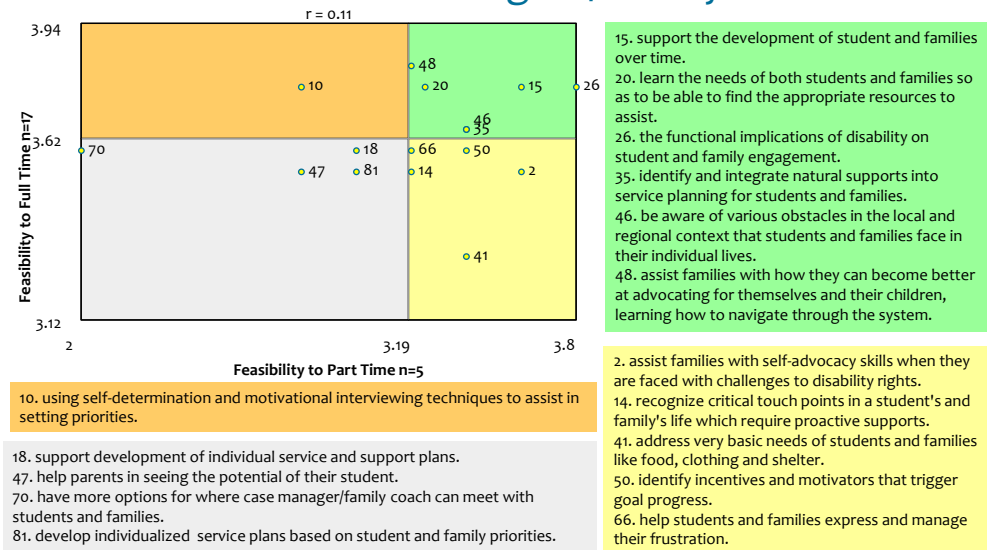 r = 0.11
3.94
48
10
20
15
26
46
35
3.62
70
18
66
50
47
81
14
2
41
Feasibility to Full Time n=17
3.12
2
3.19
3.8
Feasibility to Part Time n=5
15. support the development of student and families
over time.
20. learn the needs of both students and families so
as to be able to find the appropriate resources to
assist.
26. the functional implications of disability on
student and family engagement.
35. identify and integrate natural supports into
service planning for students and families.
46. be aware of various obstacles in the local and
regional context that students and families face in
their individual lives.
48. assist families with how they can become better
at advocating for themselves and their children,
learning how to navigate through the system.
10. using self-determination and motivational interviewing techniques to assist in
setting priorities.
18. support development of individual service and support plans.
47. help parents in seeing the potential of their student.
70. have more options for where case manager/family coach can meet with
students and families.
81. develop individualized service plans based on student and family priorities.
2. assist families with self-advocacy skills when they
are faced with challenges to disability rights.
14. recognize critical touch points in a student's and
family's life which require proactive supports.
41. address very basic needs of students and families
like food, clothing and shelter.
50. identify incentives and motivators that trigger
goal progress.
66. help students and families express and manage
their frustration.